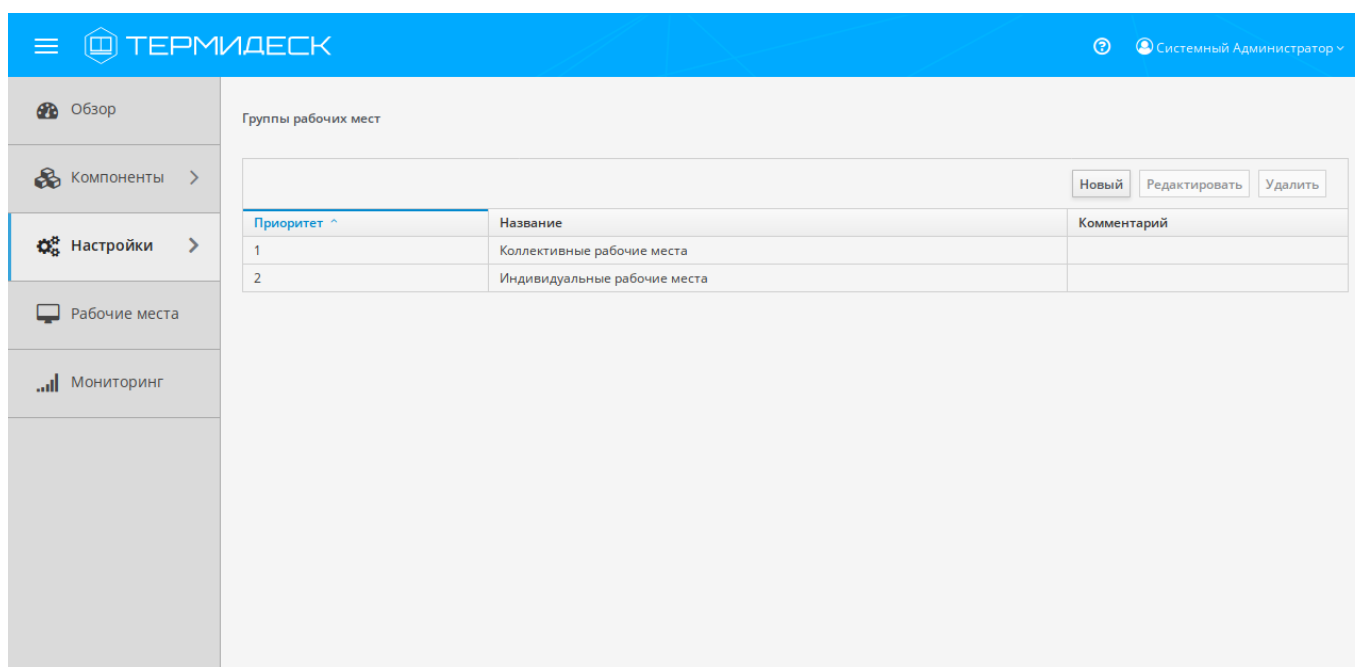 ТЕРМИДЕСК
Системный Администратор
Обзор
Компоненты
Настройки
Рабочие места
Мониторинг
Группы рабочих мест
Новый Редактировать Удалить
Приоритет Название Комментарий
1 Коллективные рабочие места
2 Индивидуальные рабочие места